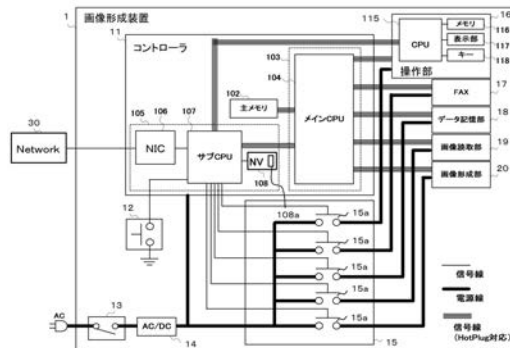 1
画像形成装置
11
コントローラ
115
CPU
メモリ
116
表示部
117
キー
118
操作部
16
103
104
102
主メモリ
メインCPU
FAX
17
データ記憶部
18
画像読取部
19
画像形成部
20
105
106
107
NIC
サブCPU
NV
108
30
Network
12
108a
15a
15a
15a
15a
15a
15
AC
13
AC/DC
14
信号線
電源線
信号線
(HotPlug対応)